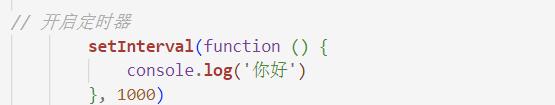 // 开启定时器
setInterval(function () {
console.log('你好')
}, 1000)